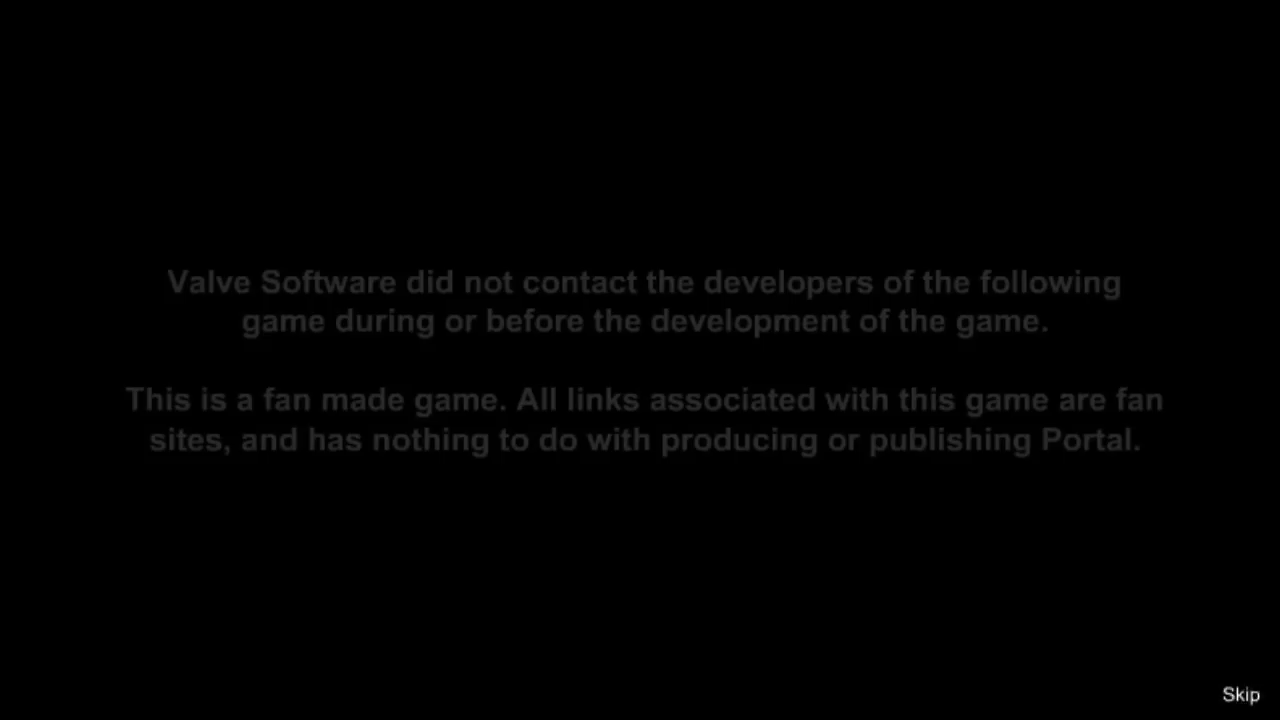 Valve Software did not contact the developers of the following
game during or before the development of the game.
This is a fan made game. All links associated with this game are fan
sites, and has nothing to do with producing or publishing Portal.
Skip